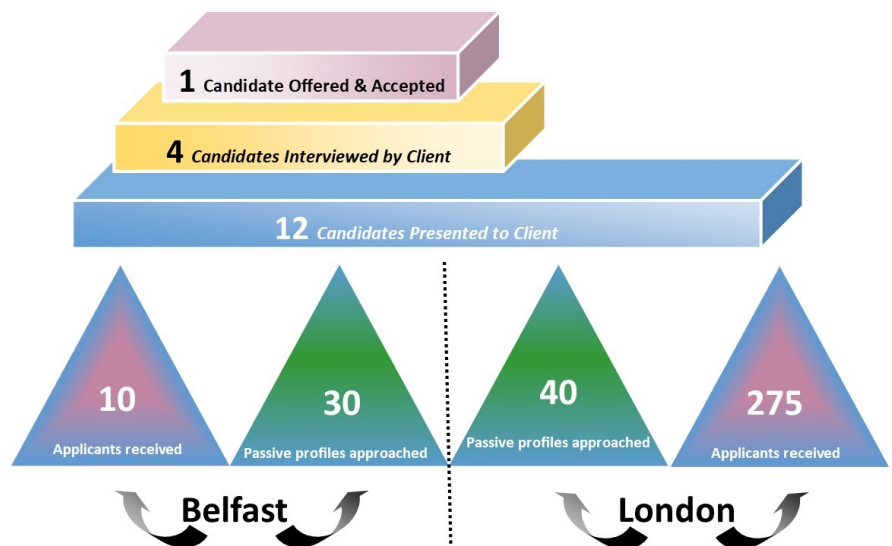 1 Candidate Offered & Accepted
4 Candidates Interviewed by Client
12 Candidates Presented to Client
10
Applicants received
30
Passive profiles approached
40
Passive profiles approached
275
Applicants received
Belfast
London